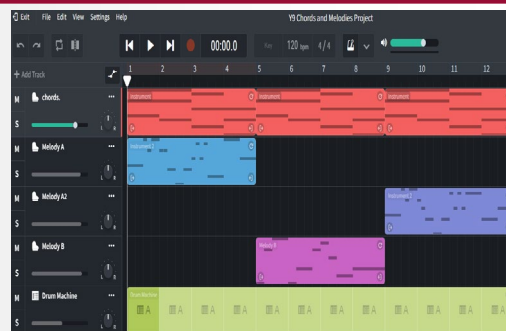 Exit File Edit View Settings Help
Y9 Chords and Melodies Project
00:00.0 120 bpm 4/4
+ Add Track
1 2 3 4 5 6 7 8 9 10 11 12
M chords. ...
Instrument Instrument Instrument
S L R
M Melody A ...
Instrument 2
S L R
M Melody A2 ...
S L R
M Melody B ...
Melody B
S L R
M Drum Machine ...
Drum Machine
A A A A A A A A A A A A
S L R